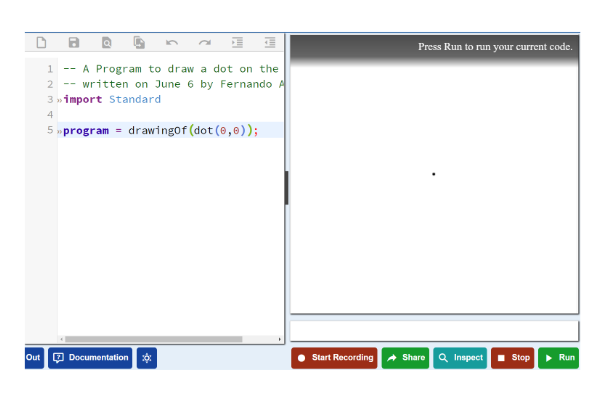 Press Run to run your current code.
1 -- A Program to draw a dot on the
2 -- written on June 6 by Fernando A
3 import Standard
4
5 program = drawingOf(dot(0,0));
Out
Documentation
Start Recording
Share
Inspect
Stop
Run